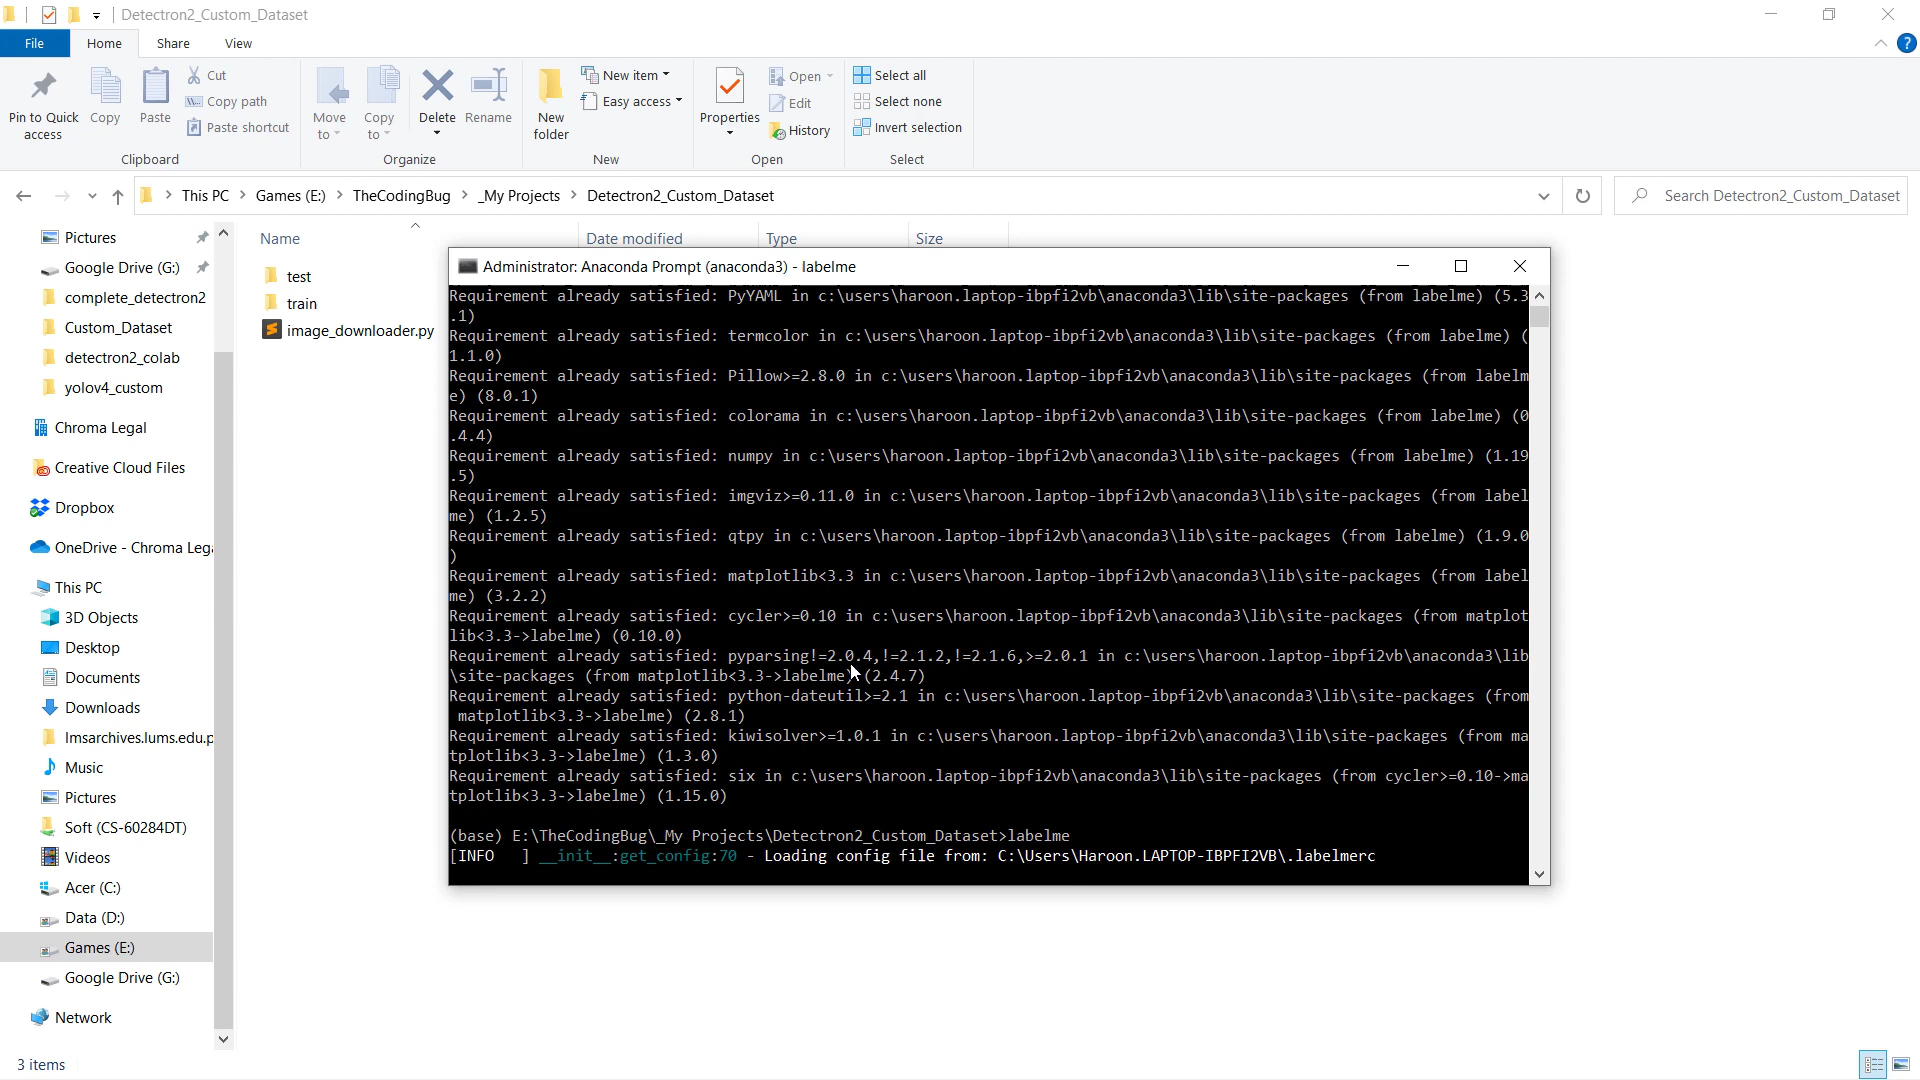 Detectron2_Custom_Dataset
File
Home
Share
View
Pin to Quick
access
Copy
Paste
Cut
Copy path
Paste shortcut
Clipboard
Move
to
Copy
to
Delete
Rename
Organize
New
folder
New item
Easy access
New
Properties
Open
Edit
History
Open
Select all
Select none
Invert selection
Select
This PC > Games (E:) > TheCodingBug > _My Projects > Detectron2_Custom_Dataset
Search Detectron2_Custom_Dataset
Pictures
Google Drive (G:)
complete_detectron2
Custom_Dataset
detectron2_colab
yolov4_custom
Chroma Legal
Creative Cloud Files
Dropbox
OneDrive - Chroma Lega
This PC
3D Objects
Desktop
Documents
Downloads
lmsarchives.lums.edu.p
Music
Pictures
Soft (CS-60284DT)
Videos
Acer (C:)
Data (D:)
Games (E:)
Google Drive (G:)
Network
3 items
Name
Date modified
Type
Size
test
train
image_downloader.py
Administrator: Anaconda Prompt (anaconda3) - labelme
Requirement already satisfied: PyYAML in c:\users\haroon.laptop-ibpfi2vb\anaconda3\lib\site-packages (from labelme) (5.3
.1)
Requirement already satisfied: termcolor in c:\users\haroon.laptop-ibpfi2vb\anaconda3\lib\site-packages (from labelme) (
1.1.0)
Requirement already satisfied: Pillow>=2.8.0 in c:\users\haroon.laptop-ibpfi2vb\anaconda3\lib\site-packages (from labelm
e) (8.0.1)
Requirement already satisfied: colorama in c:\users\haroon.laptop-ibpfi2vb\anaconda3\lib\site-packages (from labelme) (0
.4.4)
Requirement already satisfied: numpy in c:\users\haroon.laptop-ibpfi2vb\anaconda3\lib\site-packages (from labelme) (1.19
.5)
Requirement already satisfied: imgviz>=0.11.0 in c:\users\haroon.laptop-ibpfi2vb\anaconda3\lib\site-packages (from label
me) (1.2.5)
Requirement already satisfied: qtpy in c:\users\haroon.laptop-ibpfi2vb\anaconda3\lib\site-packages (from labelme) (1.9.0
)
Requirement already satisfied: matplotlib<3.3 in c:\users\haroon.laptop-ibpfi2vb\anaconda3\lib\site-packages (from label
me) (3.2.2)
Requirement already satisfied: cycler>=0.10 in c:\users\haroon.laptop-ibpfi2vb\anaconda3\lib\site-packages (from matplot
lib<3.3->labelme) (0.10.0)
Requirement already satisfied: pyparsing!=2.0.4,!=2.1.2,!=2.1.6,>=2.0.1 in c:\users\haroon.laptop-ibpfi2vb\anaconda3\lib
\site-packages (from matplotlib<3.3->labelme) (2.4.7)
Requirement already satisfied: python-dateutil>=2.1 in c:\users\haroon.laptop-ibpfi2vb\anaconda3\lib\site-packages (from
matplotlib<3.3->labelme) (2.8.1)
Requirement already satisfied: kiwisolver>=1.0.1 in c:\users\haroon.laptop-ibpfi2vb\anaconda3\lib\site-packages (from ma
tplotlib<3.3->labelme) (1.3.0)
Requirement already satisfied: six in c:\users\haroon.laptop-ibpfi2vb\anaconda3\lib\site-packages (from cycler>=0.10->ma
tplotlib<3.3->labelme) (1.15.0)
(base) E:\TheCodingBug\_My Projects\Detectron2_Custom_Dataset>labelme
[INFO   ] __init__:get_config:70 - Loading config file from: C:\Users\Haroon.LAPTOP-IBPFI2VB\.labelmerc